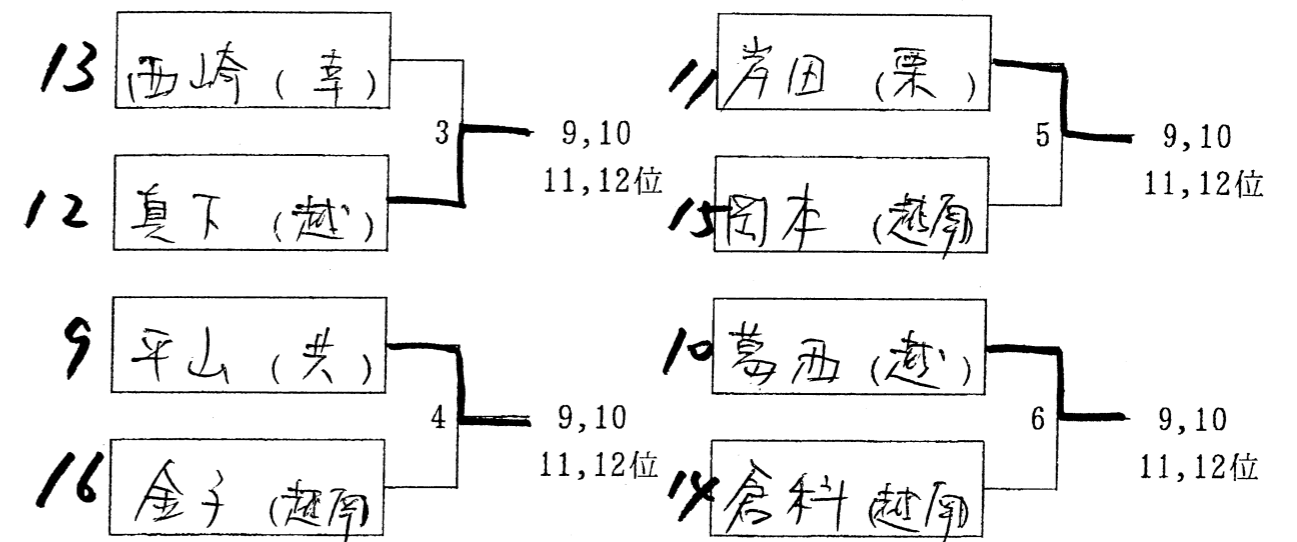 13 西崎 (幸)
3 9,10
11,12位
12 真下 (越)
9 平山 (共)
4 9,10
11,12位
16 金子 (越南)
11 岸田 (栗)
5 9,10
11,12位
15 岡本 (越南)
10 葛西 (越)
6 9,10
11,12位
14 倉科 (越南)